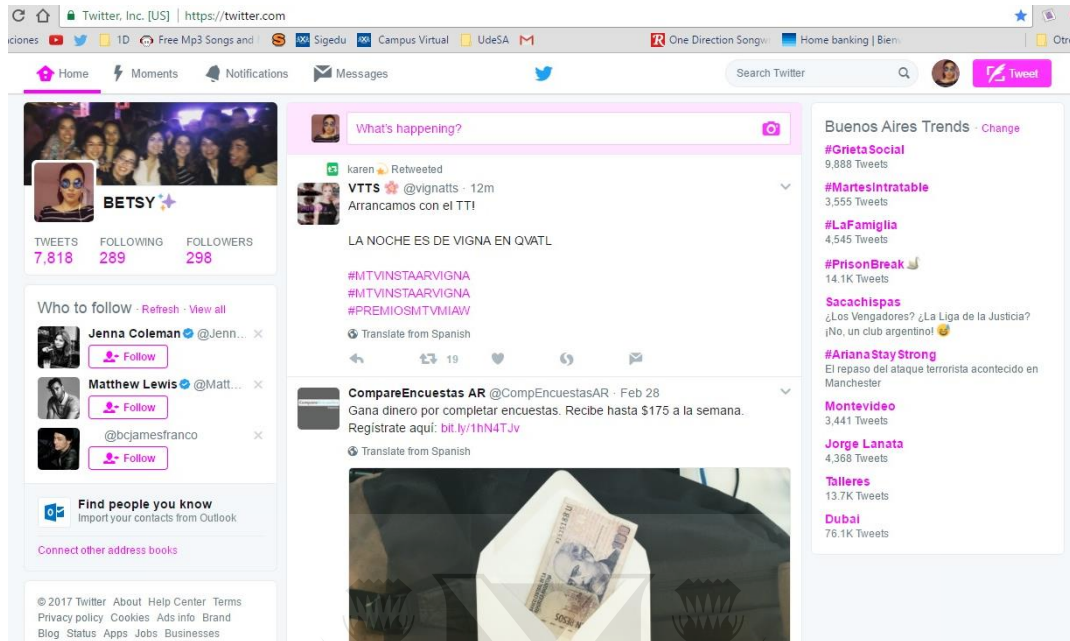 Twitter, Inc. [US] | https://twitter.com
ciones 1D Free Mp3 Songs and Sigedu Campus Virtual UdeSA One Direction Songw Home banking | Bien Otr
Home Moments Notifications Messages Search Twitter Tweet
BETSY
TWEETS FOLLOWING FOLLOWERS
7,818 289 298
Who to follow · Refresh · View all
Jenna Coleman @Jenn...
Follow
Matthew Lewis @Matt...
Follow
@bcjamesfranco
Follow
Find people you know
Import your contacts from Outlook
Connect other address books
© 2017 Twitter About Help Center Terms
Privacy policy Cookies Ads info Brand
Blog Status Apps Jobs Businesses
What's happening?
karen Retweeted
VTTS @vignatts · 12m
Arrancamos con el TT!
LA NOCHE ES DE VIGNA EN QVATL
#MTVINSTAARVIGNA
#MTVINSTAARVIGNA
#PREMIOSMTVMIAW
Translate from Spanish
19
CompareEncuestas AR @CompEncuestasAR · Feb 28
Gana dinero por completar encuestas. Recibe hasta $175 a la semana.
Regístrate aquí: bit.ly/1hN4TJv
Translate from Spanish
Buenos Aires Trends · Change
#GrietaSocial
9,888 Tweets
#MartesIntratable
3,555 Tweets
#LaFamiglia
4,545 Tweets
#PrisonBreak
14.1K Tweets
Sacachispas
¿Los Vengadores? ¿La Liga de la Justicia?
¡No, un club argentino!
#ArianaStayStrong
El repaso del ataque terrorista acontecido en
Manchester
Montevideo
3,441 Tweets
Jorge Lanata
4,368 Tweets
Talleres
13.7K Tweets
Dubai
76.1K Tweets